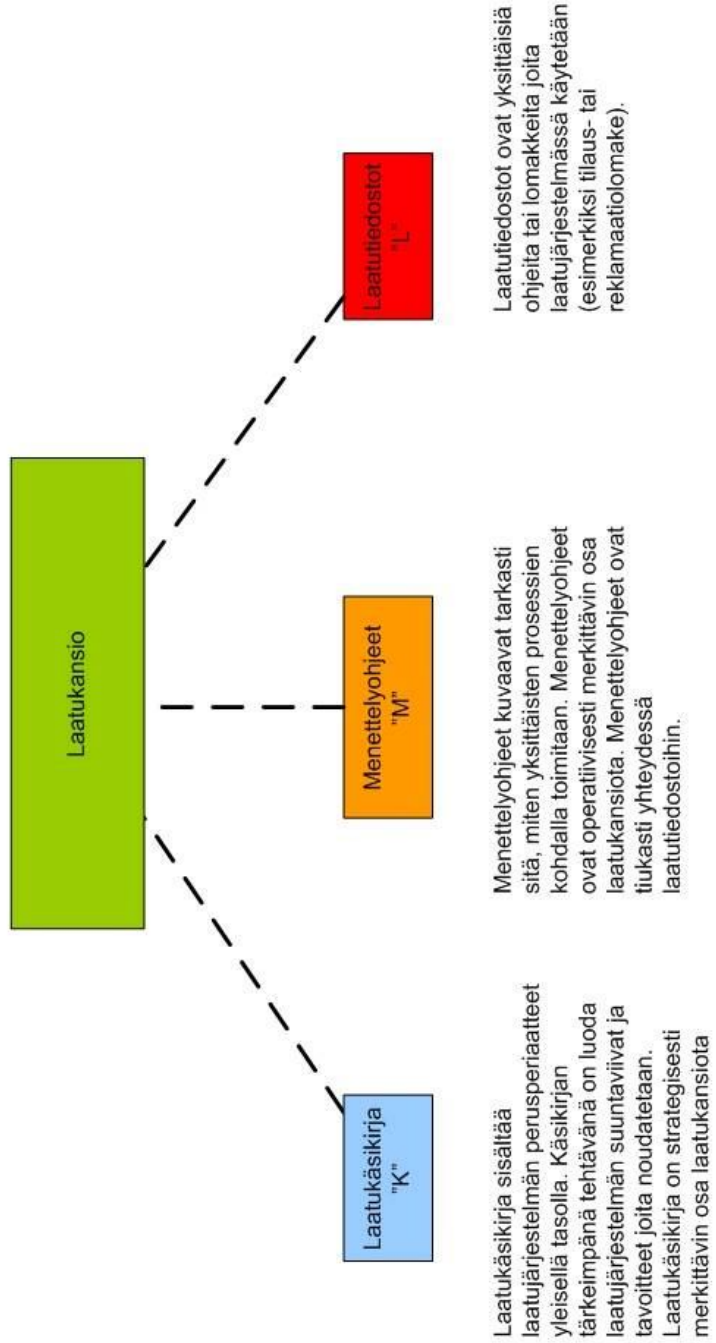 Laatukansio
Laatukäsikirja
"K"
Menettelyohjeet
"M"
Laatutiedostot
"L"
Laatukäsikirja sisältää
laatujärjestelmän perusperiaatteet
yleisellä tasolla. Käsikirjan
tärkeimpänä tehtävänä on luoda
laatujärjestelmän suuntaviivat ja
tavoitteet joita noudatetaan.
Laatukäsikirja on strategisesti
merkittävin osa laatukansiota
Menettelyohjeet kuvaavat tarkasti
sitä, miten yksittäisten prosessien
kohdalla toimitaan. Menettelyohjeet
ovat operatiivisesti merkittävin osa
laatukansiota. Menettelyohjeet ovat
tiukasti yhteydessä
laatutiedostoihin.
Laatutiedostot ovat yksittäisiä
ohjeita tai lomakkeita joita
laatujärjestelmässä käytetään
(esimerkiksi tilaus- tai
reklamaatiolomake).